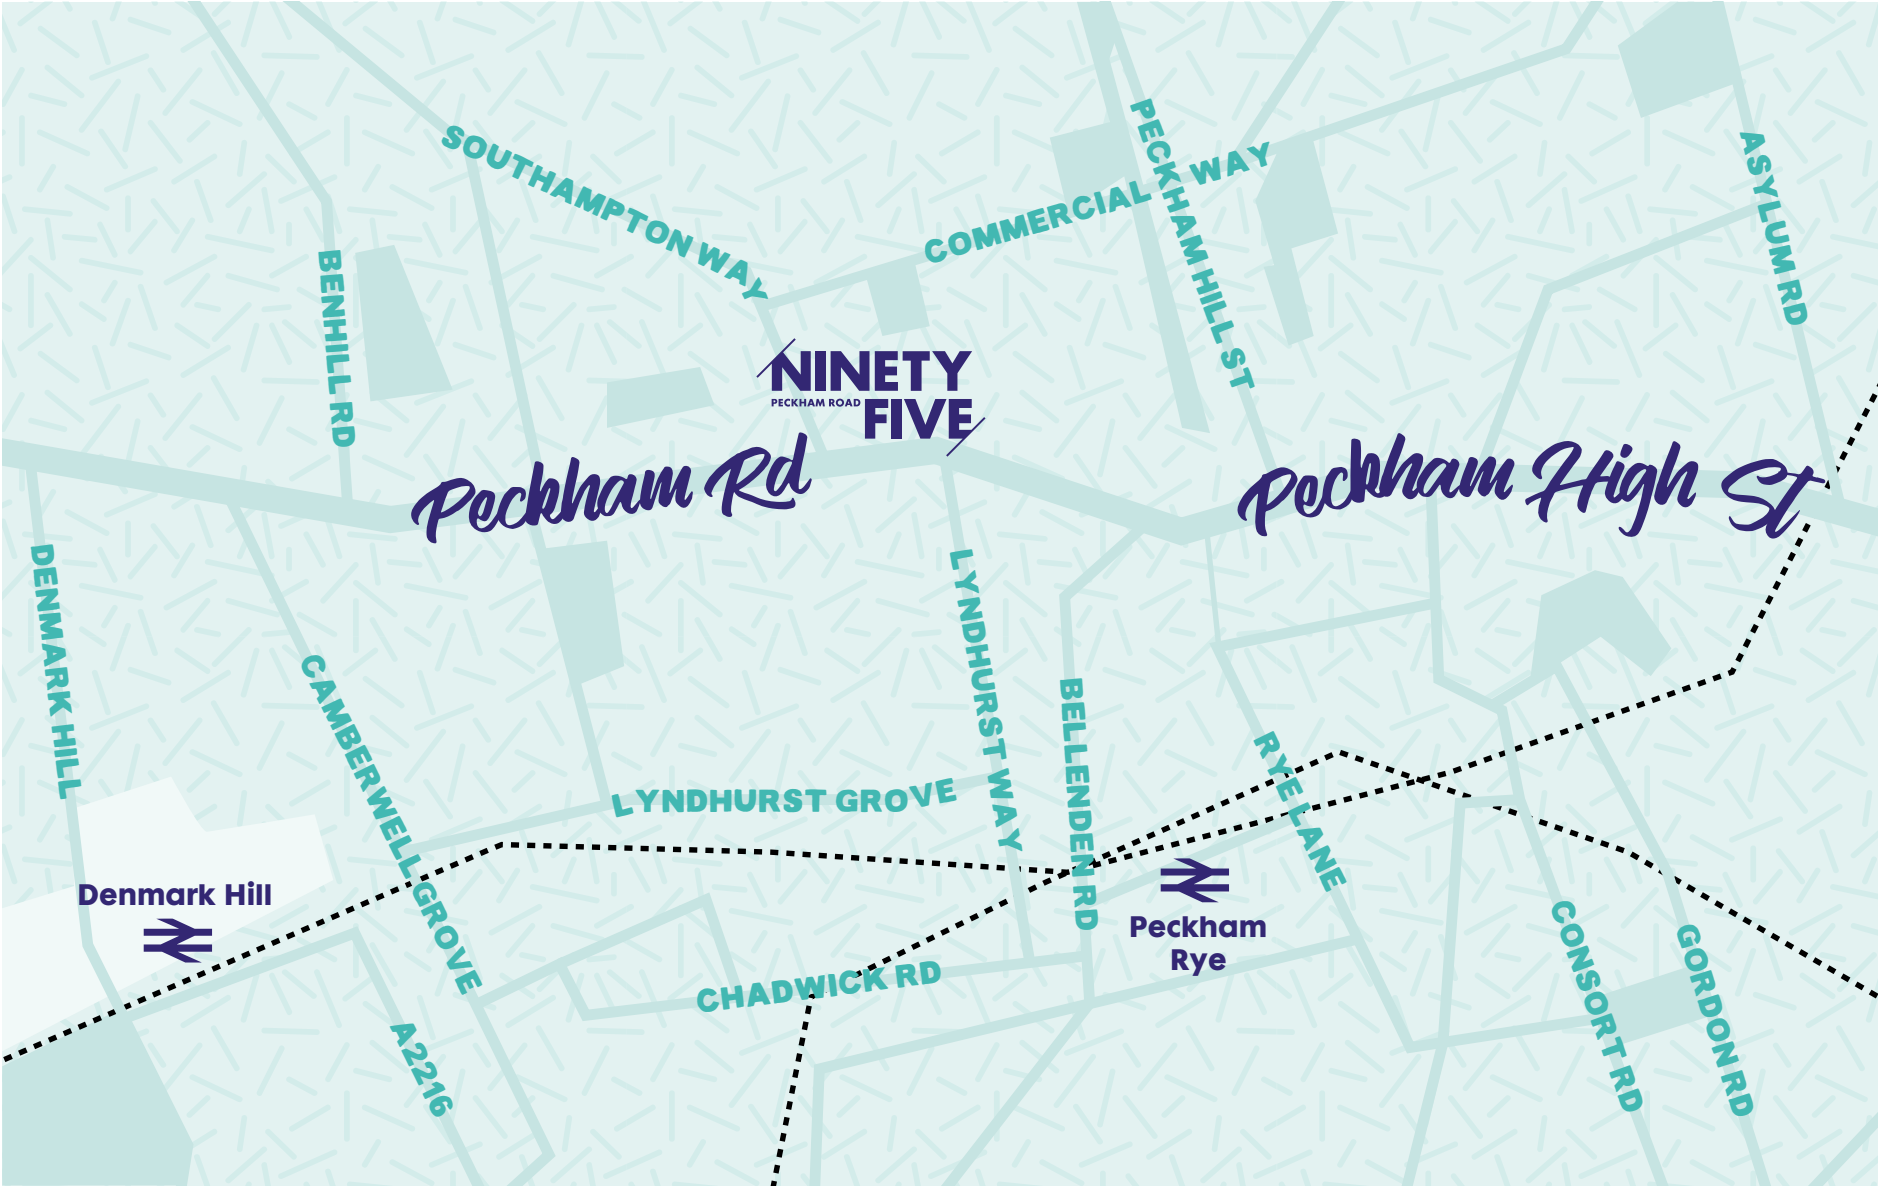 SOUTHAMPTON WAY
COMMERCIAL WAY
PECKHAM HILL ST
ASYLUM RD
BENHILL RD
NINETY
PECKHAM ROAD
FIVE
Peckham Rd
Peckham High St
DENMARK HILL
CAMBERWELL GROVE
LYNDHURST WAY
BELLENDEN RD
RYE LANE
LYNDHURST GROVE
Denmark Hill
Peckham
Rye
CHADWICK RD
A2216
CONSORT RD
GORDON RD